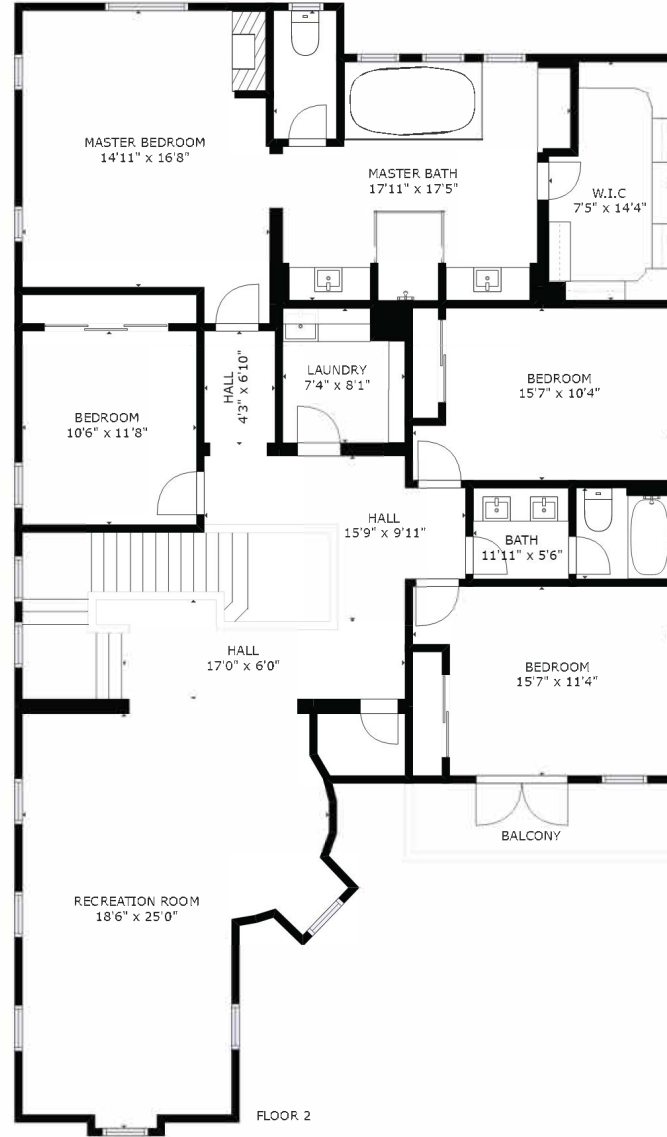 MASTER BEDROOM
14'11" x 16'8"
MASTER BATH
17'11" x 17'5"
W.I.C
7'5" x 14'4"
HALL
4'3" x 6'10"
LAUNDRY
7'4" x 8'1"
BEDROOM
15'7" x 10'4"
BEDROOM
10'6" x 11'8"
HALL
15'9" x 9'11"
BATH
11'11" x 5'6"
HALL
17'0" x 6'0"
BEDROOM
15'7" x 11'4"
BALCONY
RECREATION ROOM
18'6" x 25'0"
FLOOR 2